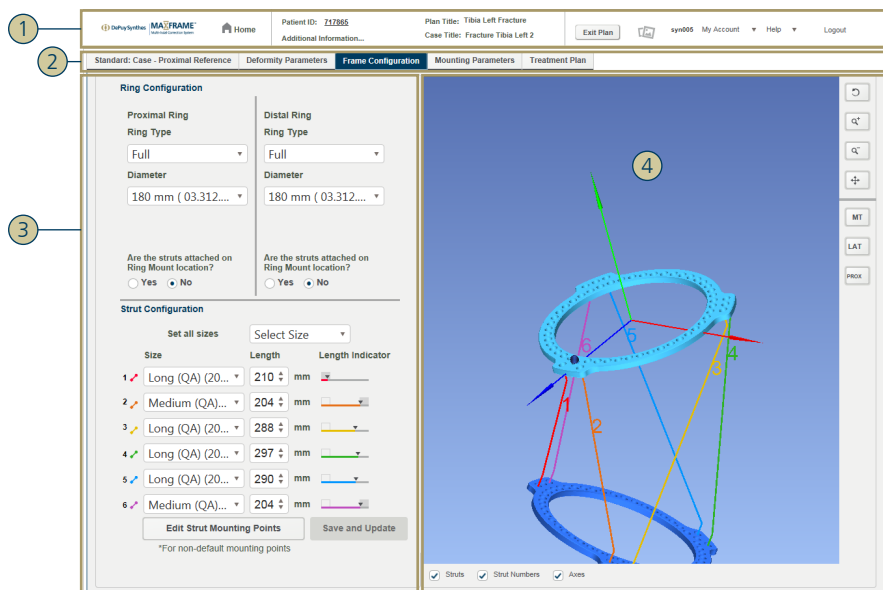 1
DePuySynthes MAXFRAME™
Multi-Axial Correction System
Home
Patient ID: 717865
Additional Information...
Plan Title: Tibia Left Fracture
Case Title: Fracture Tibia Left 2
Exit Plan
syn005 My Account Help Logout
2
Standard: Case - Proximal Reference Deformity Parameters Frame Configuration Mounting Parameters Treatment Plan
3
Ring Configuration
Proximal Ring Distal Ring
Ring Type Ring Type
Full Full
Diameter Diameter
180 mm ( 03.312.... 180 mm ( 03.312....
Are the struts attached on Are the struts attached on
Ring Mount location? Ring Mount location?
Yes No Yes No
Strut Configuration
Set all sizes Select Size
Size Length Length Indicator
1 Long (QA) (20... 210 mm
2 Medium (QA)... 204 mm
3 Long (QA) (20... 288 mm
4 Long (QA) (20... 297 mm
5 Long (QA) (20... 290 mm
6 Medium (QA)... 204 mm
Edit Strut Mounting Points Save and Update
*For non-default mounting points
4
6 5 4
3
1
2
MT
LAT
PROX
Struts Strut Numbers Axes